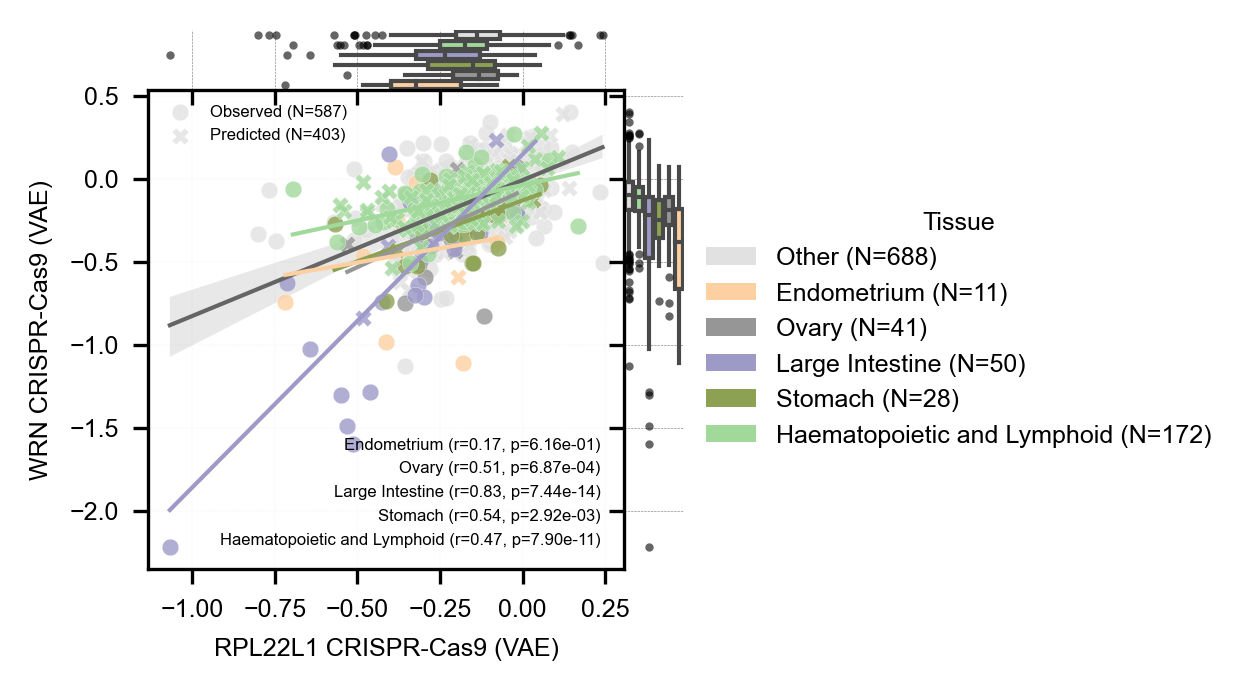 Observed (N=587)
Predicted (N=403)
0.5
0.0
−0.5
−1.0
−1.5
−2.0
WRN CRISPR-Cas9 (VAE)
Endometrium (r=0.17, p=6.16e-01)
Ovary (r=0.51, p=6.87e-04)
Large Intestine (r=0.83, p=7.44e-14)
Stomach (r=0.54, p=2.92e-03)
Haematopoietic and Lymphoid (r=0.47, p=7.90e-11)
−1.00 −0.75 −0.50 −0.25 0.00 0.25
RPL22L1 CRISPR-Cas9 (VAE)
Tissue
Other (N=688)
Endometrium (N=11)
Ovary (N=41)
Large Intestine (N=50)
Stomach (N=28)
Haematopoietic and Lymphoid (N=172)